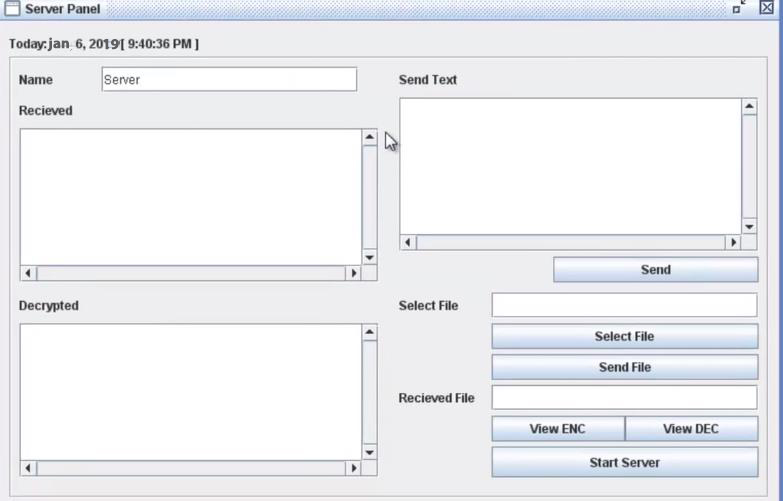 Server Panel
Today:jan 6, 2019[ 9:40:36 PM ]
Name
Server
Send Text
Recieved
Send
Decrypted
Select File
Select File
Send File
Recieved File
View ENC
View DEC
Start Server